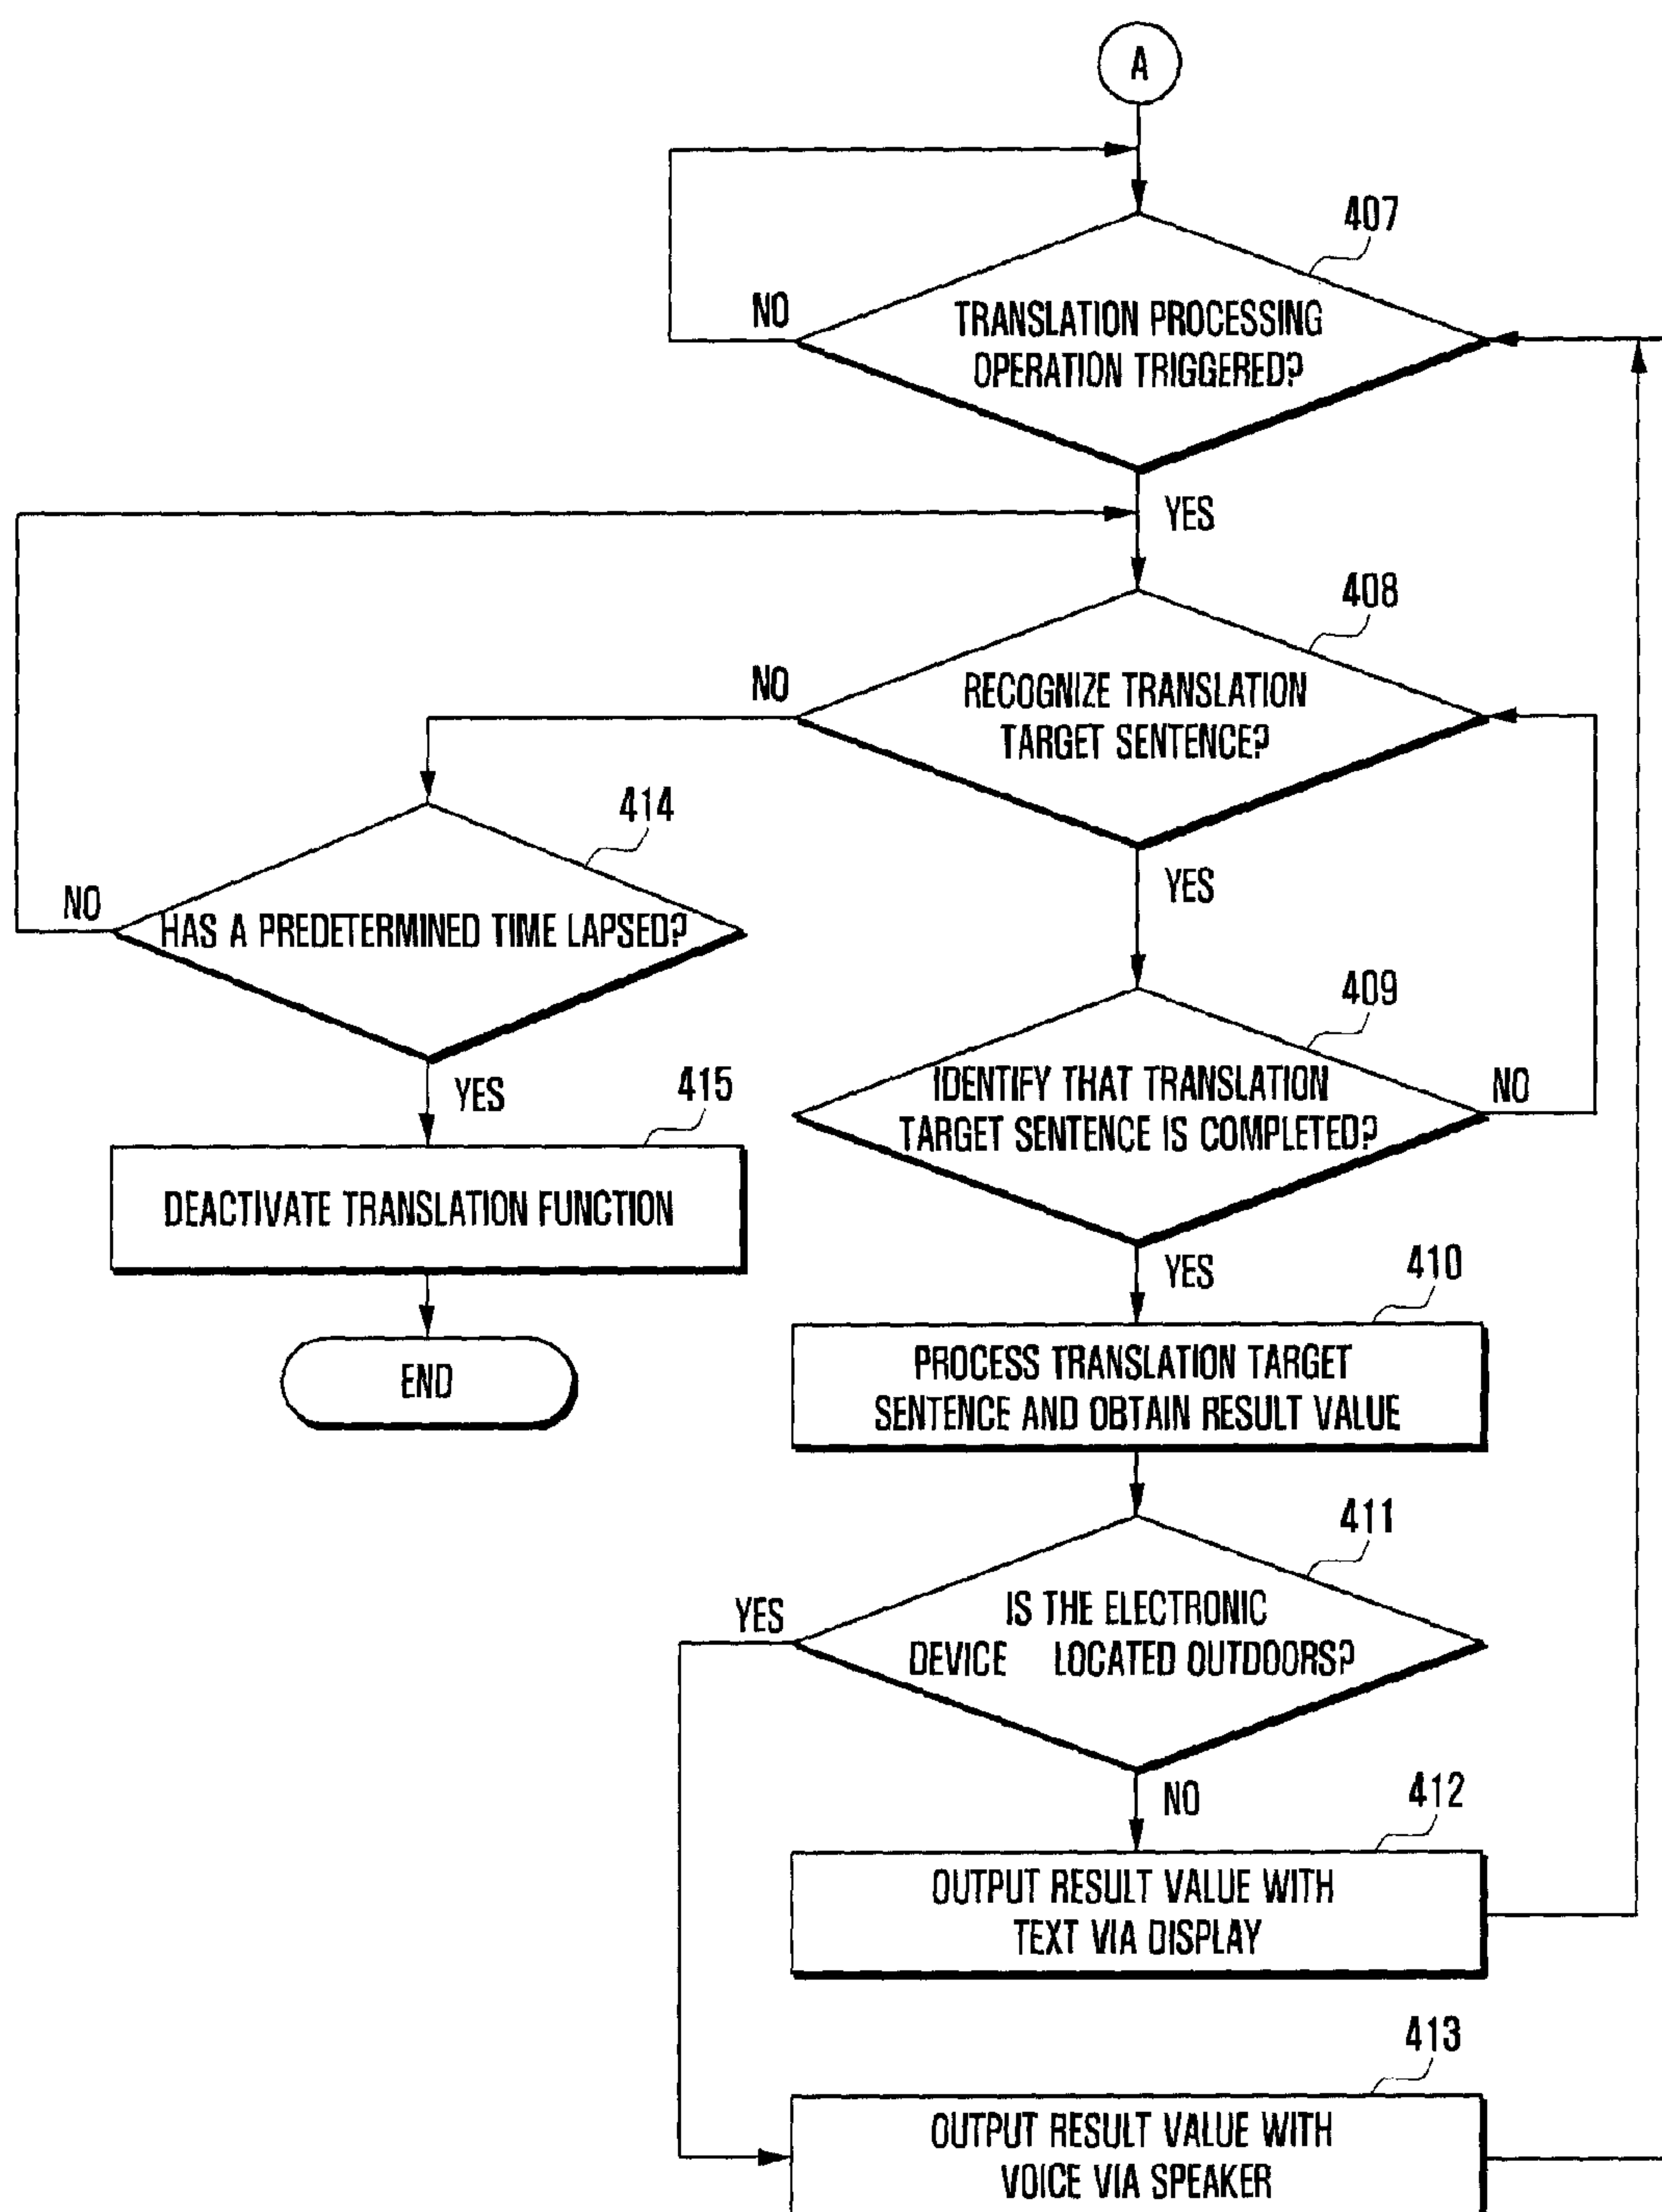 A
407
NO
TRANSLATION PROCESSING
OPERATION TRIGGERED?
YES
408
NO
RECOGNIZE TRANSLATION
TARGET SENTENCE?
414
YES
NO
HAS A PREDETERMINED TIME LAPSED?
409
IDENTIFY THAT TRANSLATION
TARGET SENTENCE IS COMPLETED?
NO
YES
415
DEACTIVATE TRANSLATION FUNCTION
YES
410
END
PROCESS TRANSLATION TARGET
SENTENCE AND OBTAIN RESULT VALUE
411
YES
IS THE ELECTRONIC
DEVICE LOCATED OUTDOORS?
NO
412
OUTPUT RESULT VALUE WITH
TEXT VIA DISPLAY
413
OUTPUT RESULT VALUE WITH
VOICE VIA SPEAKER